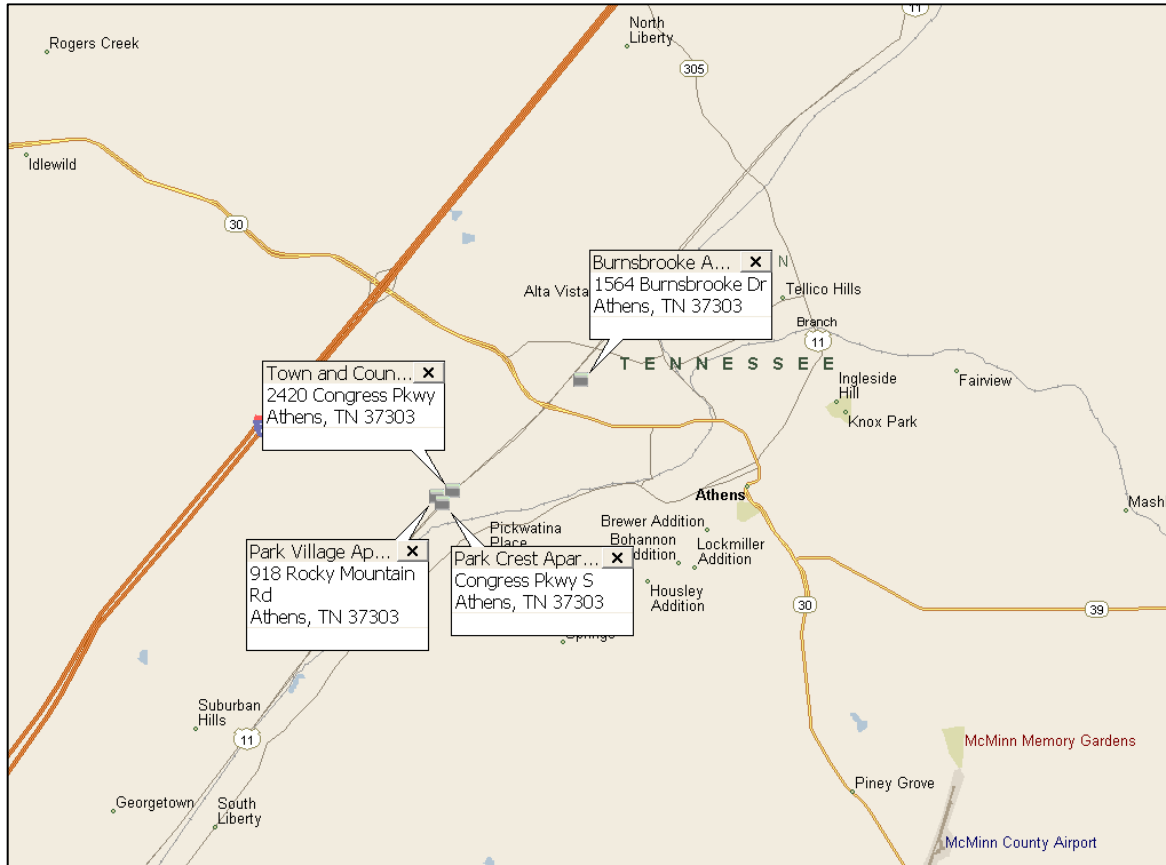 11
North
Liberty
Rogers Creek
305
Idlewild
30
N
Burnsbrooke A...
1564 Burnsbrooke Dr
Athens, TN 37303
Alta Vista
Tellico Hills
Branch
11
TENNESSEE
Town and Coun...
2420 Congress Pkwy
Athens, TN 37303
Ingleside
Hill
Fairview
Knox Park
Athens
Mash
Pickwatina
Place
Brewer Addition
Bohannon
Addition
Lockmiller
Addition
Park Village Ap...
918 Rocky Mountain
Rd
Athens, TN 37303
Park Crest Apar...
Congress Pkwy S
Athens, TN 37303
Housley
Addition
30
39
Springs
Suburban
Hills
11
McMinn Memory Gardens
Piney Grove
Georgetown
South
Liberty
McMinn County Airport